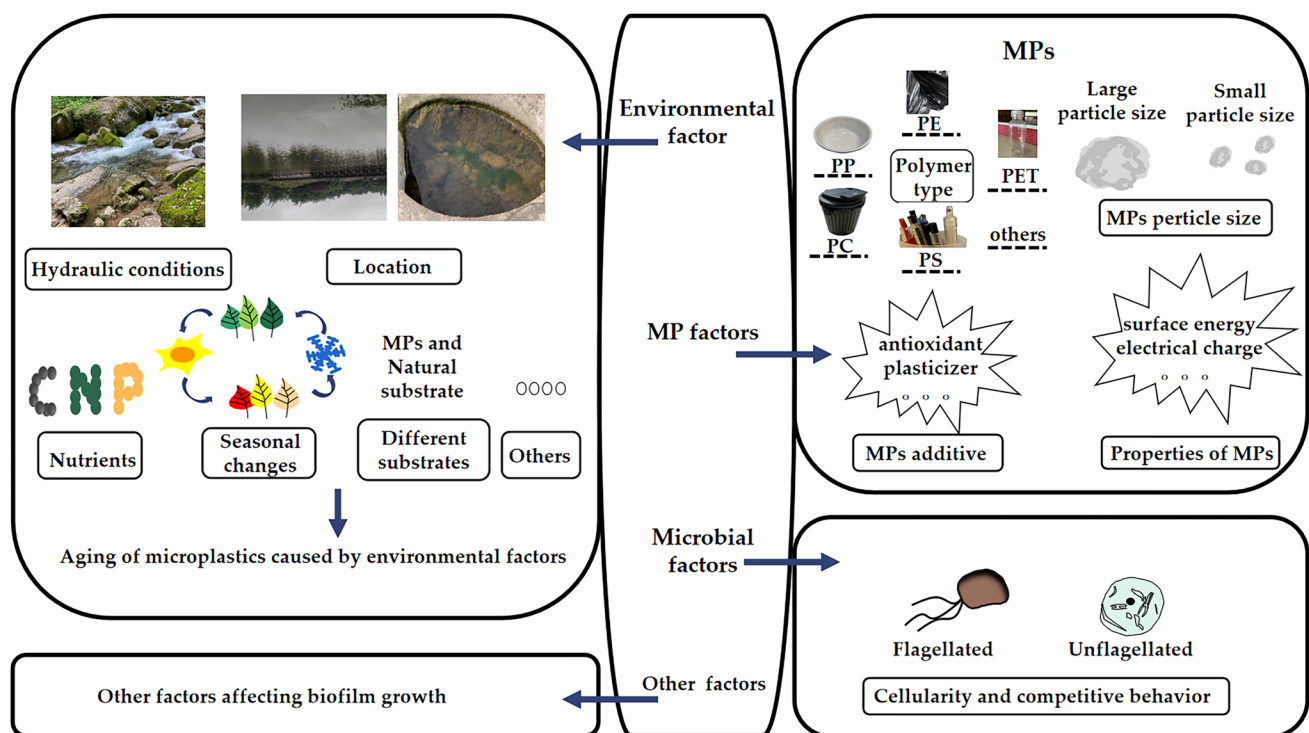 Environmental
factor
Hydraulic conditions
Location
C N P
MPs and
Natural
substrate
Nutrients
Seasonal
changes
Different
substrates
Others
Aging of microplastics caused by environmental factors
MP factors
MPs
PE
PP
Polymer
type
PET
PC
PS
others
Large
particle size
Small
particle size
MPs perticle size
antioxidant
plasticizer
MPs additive
surface energy
electrical charge
Properties of MPs
Microbial
factors
Flagellated
Unflagellated
Cellularity and competitive behavior
Other factors
Other factors affecting biofilm growth